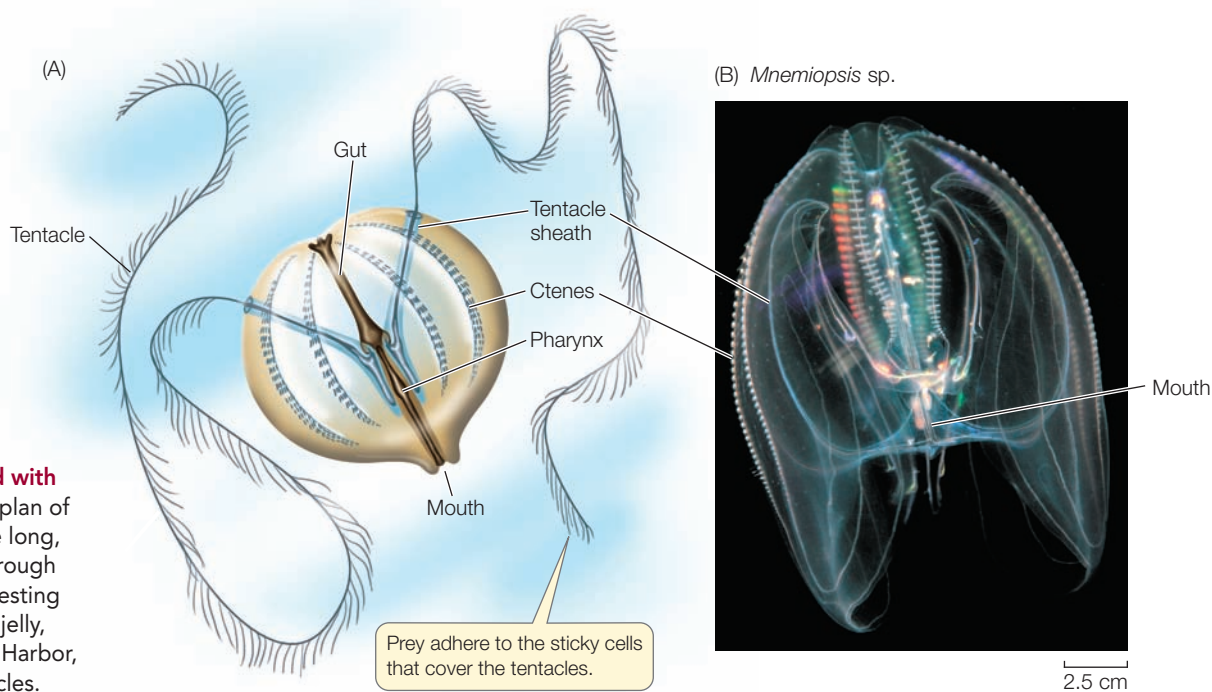 (A)
(B) Mnemiopsis sp.
Gut
Tentacle
Tentacle
sheath
Ctenes
Pharynx
Mouth
Mouth
Prey adhere to the sticky cells
that cover the tentacles.
2.5 cm
with
plan of
long,
rough
esting
jelly,
Harbor,
cles.